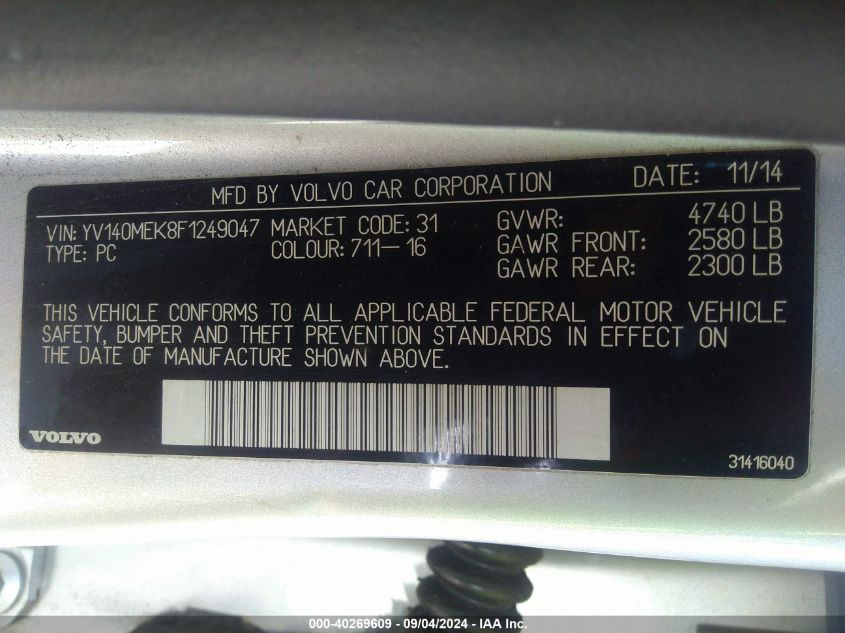 MFD BY VOLVO CAR CORPORATION DATE: 11/14
VIN: YV140MEK8F1249047 MARKET CODE: 31 GVWR: 4740 LB
TYPE: PC COLOUR: 711-16 GAWR FRONT: 2580 LB
GAWR REAR: 2300 LB
THIS VEHICLE CONFORMS TO ALL APPLICABLE FEDERAL MOTOR VEHICLE
SAFETY, BUMPER AND THEFT PREVENTION STANDARDS IN EFFECT ON
THE DATE OF MANUFACTURE SHOWN ABOVE.
VOLVO
31416040
000-40269609 - 09/04/2024 - IAA Inc.